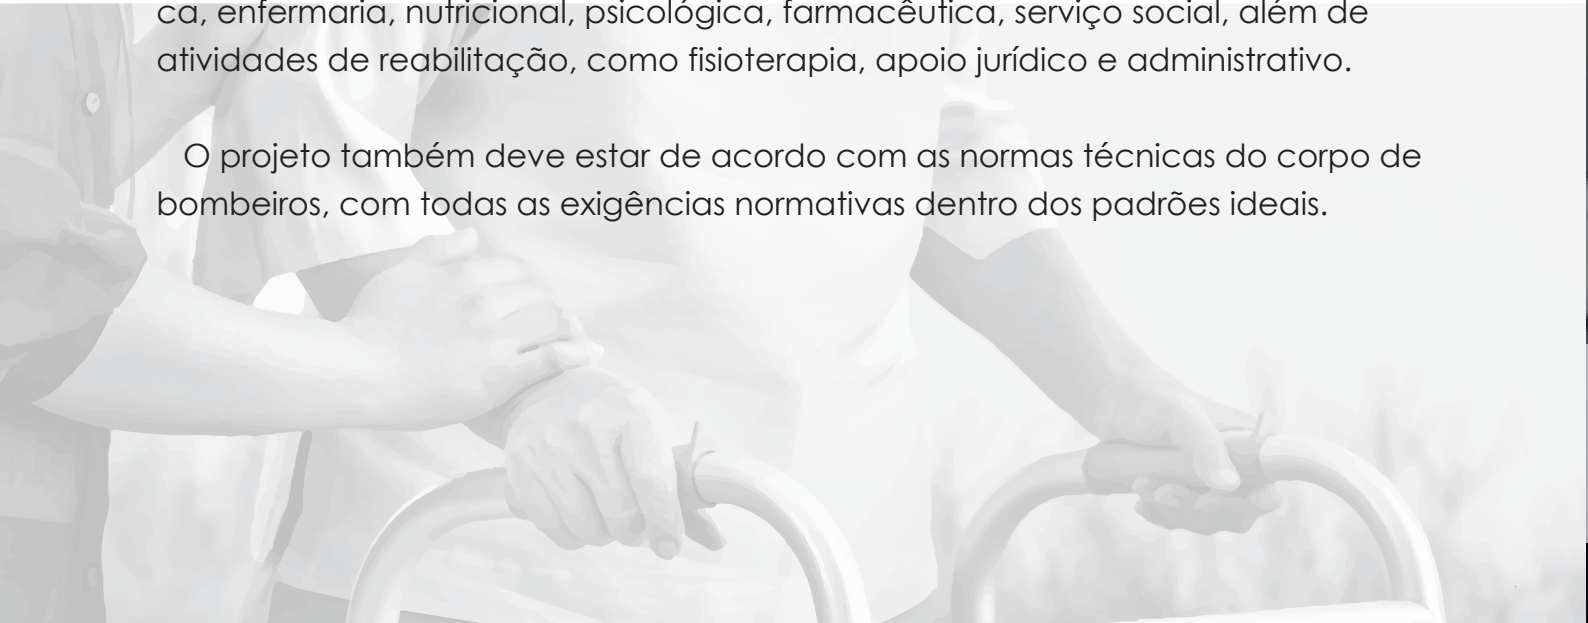 ca, enfermaria, nutricional, psicológica, farmacêutica, serviço social, além de
atividades de reabilitação, como fisioterapia, apoio jurídico e administrativo.
O projeto também deve estar de acordo com as normas técnicas do corpo de
bombeiros, com todas as exigências normativas dentro dos padrões ideais.